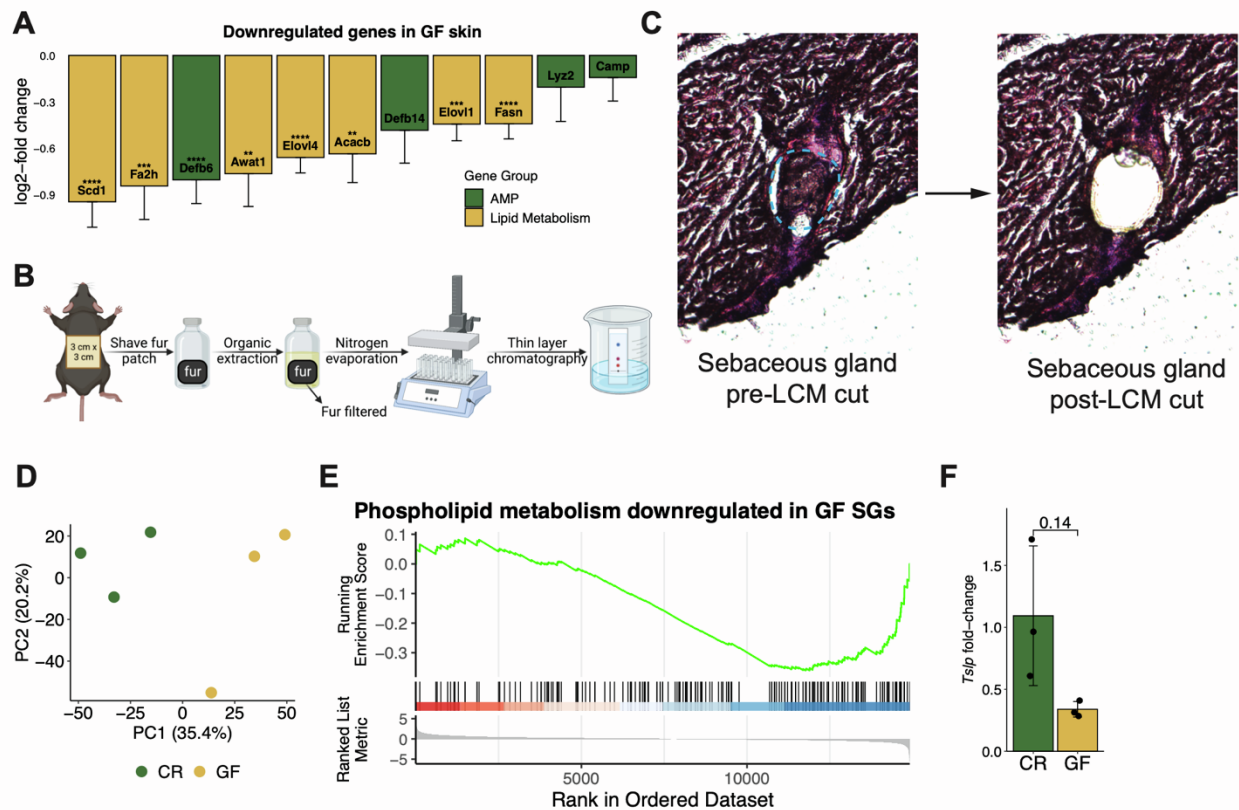 A
Downregulated genes in GF skin
log2−fold change
0.0
−0.3
−0.6
−0.9
****
Scd1
***
Fa2h
****
Defb6
**
Awat1
****
Elovl4
**
Acacb
Defb14
***
Elovl1
****
Fasn
Lyz2
Camp
Gene Group
AMP
Lipid Metabolism
B
3 cm x
3 cm
Shave fur
patch
fur
Organic
extraction
fur
Fur filtered
Nitrogen
evaporation
Thin layer
chromatography
C
Sebaceous gland
pre-LCM cut
Sebaceous gland
post-LCM cut
D
PC2 (20.2%)
20
0
−20
−40
−50
−25
0
25
50
PC1 (35.4%)
CR
GF
E
Phospholipid metabolism downregulated in GF SGs
Running
Enrichment Score
0.1
0.0
−0.1
−0.2
−0.3
Ranked List
Metric
5
0
−5
5000
10000
Rank in Ordered Dataset
F
Tslp fold−change
0.14
1.5
1.0
0.5
0.0
CR
GF